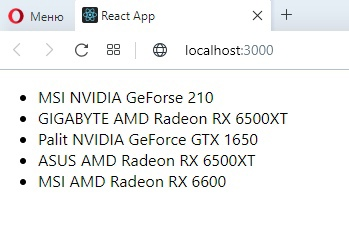 Меню
React App
localhost:3000
MSI NVIDIA GeForse 210
GIGABYTE AMD Radeon RX 6500XT
Palit NVIDIA GeForce GTX 1650
ASUS AMD Radeon RX 6500XT
MSI AMD Radeon RX 6600